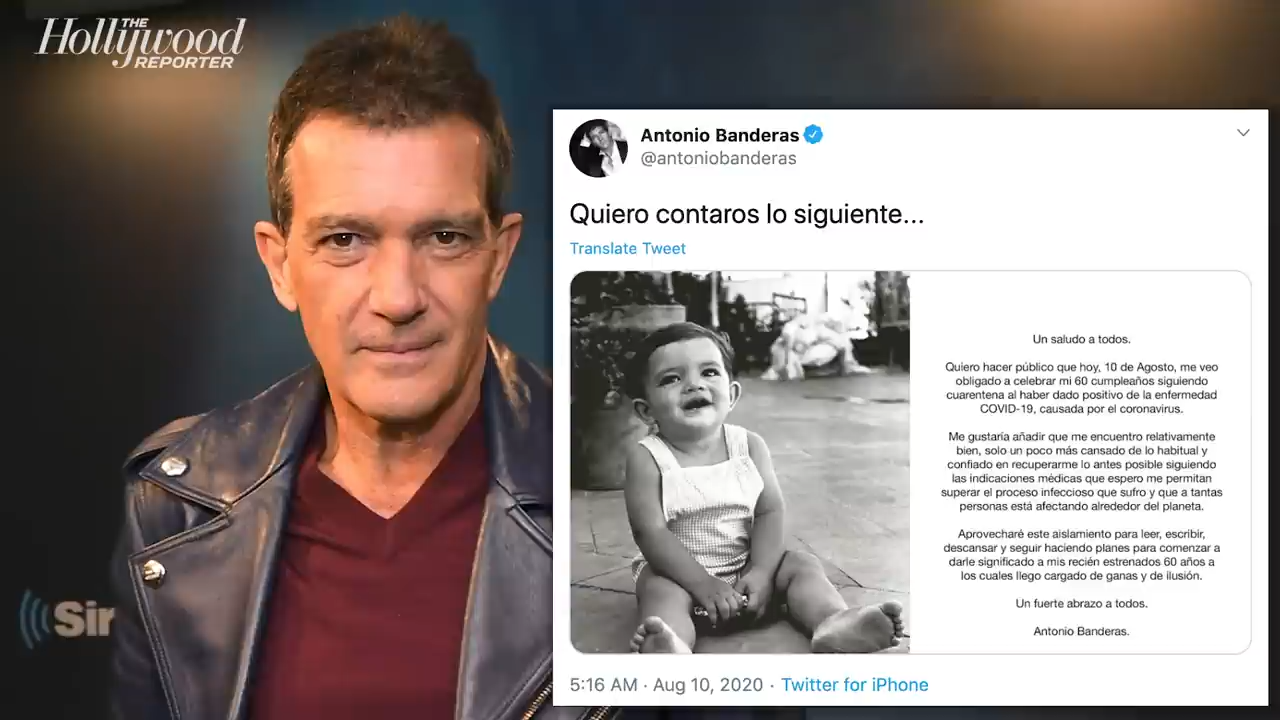 THE
Hollywood
REPORTER
Sir
Antonio Banderas
@antoniobanderas
Quiero contaros lo siguiente...
Translate Tweet
Un saludo a todos.
Quiero hacer público que hoy, 10 de Agosto, me veo
obligado a celebrar mi 60 cumpleaños siguiendo
cuarentena al haber dado positivo de la enfermedad
COVID-19, causada por el coronavirus.
Me gustaría añadir que me encuentro relativamente
bien, solo un poco más cansado de lo habitual y
confiado en recuperarme lo antes posible siguiendo
las indicaciones médicas que espero me permitan
superar el proceso infeccioso que sufro y que a tantas
personas está afectando alrededor del planeta.
Aprovecharé este aislamiento para leer, escribir,
descansar y seguir haciendo planes para comenzar a
darle significado a mis recién estrenados 60 años a
los cuales llego cargado de ganas y de ilusión.
Un fuerte abrazo a todos.
Antonio Banderas.
5:16 AM · Aug 10, 2020 · Twitter for iPhone